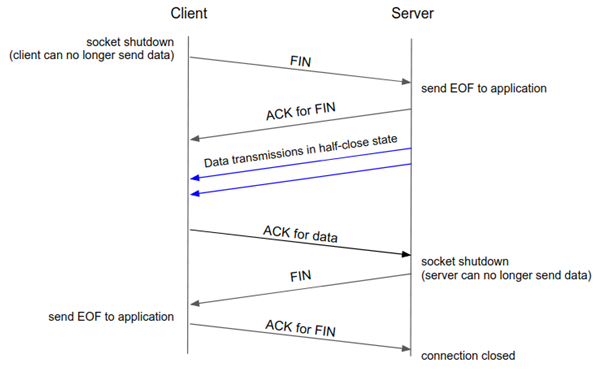 Client
Server
socket shutdown
(client can no longer send data)
FIN
send EOF to application
ACK for FIN
Data transmissions in half-close state
ACK for data
socket shutdown
(server can no longer send data)
FIN
send EOF to application
ACK for FIN
connection closed